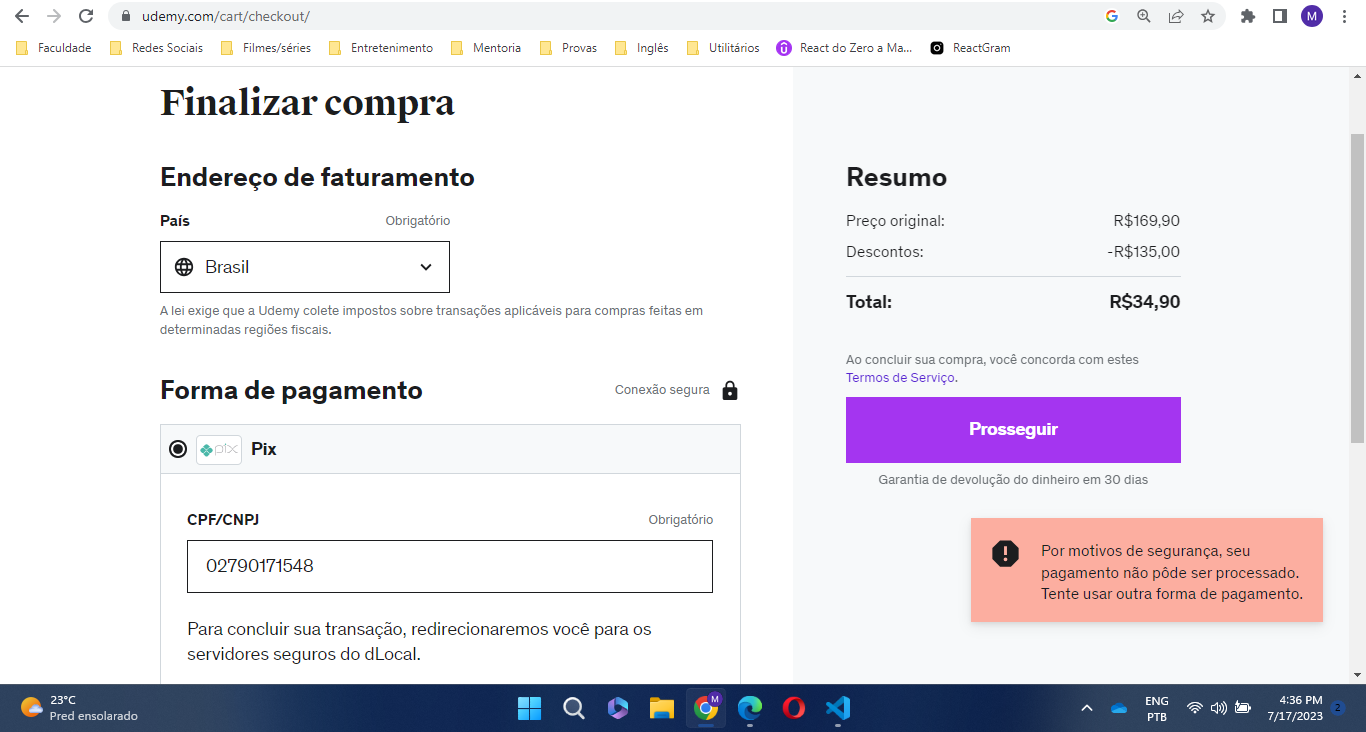 udemy.com/cart/checkout/
M
Faculdade
Redes Sociais
Filmes/séries
Entretenimento
Mentoria
Provas
Inglês
Utilitários
React do Zero a Ma...
ReactGram
Finalizar compra
Endereço de faturamento
País
Obrigatório
Brasil
A lei exige que a Udemy colete impostos sobre transações aplicáveis para compras feitas em
determinadas regiões fiscais.
Forma de pagamento
Conexão segura
pix
Pix
CPF/CNPJ
Obrigatório
02790171548
Para concluir sua transação, redirecionaremos você para os
servidores seguros do dLocal.
Resumo
Preço original:
R$169,90
Descontos:
-R$135,00
Total:
R$34,90
Ao concluir sua compra, você concorda com estes
Termos de Serviço.
Prosseguir
Garantia de devolução do dinheiro em 30 dias
Por motivos de segurança, seu
pagamento não pôde ser processado.
Tente usar outra forma de pagamento.
23°C
Pred ensolarado
M
ENG
PTB
4:36 PM
7/17/2023
2